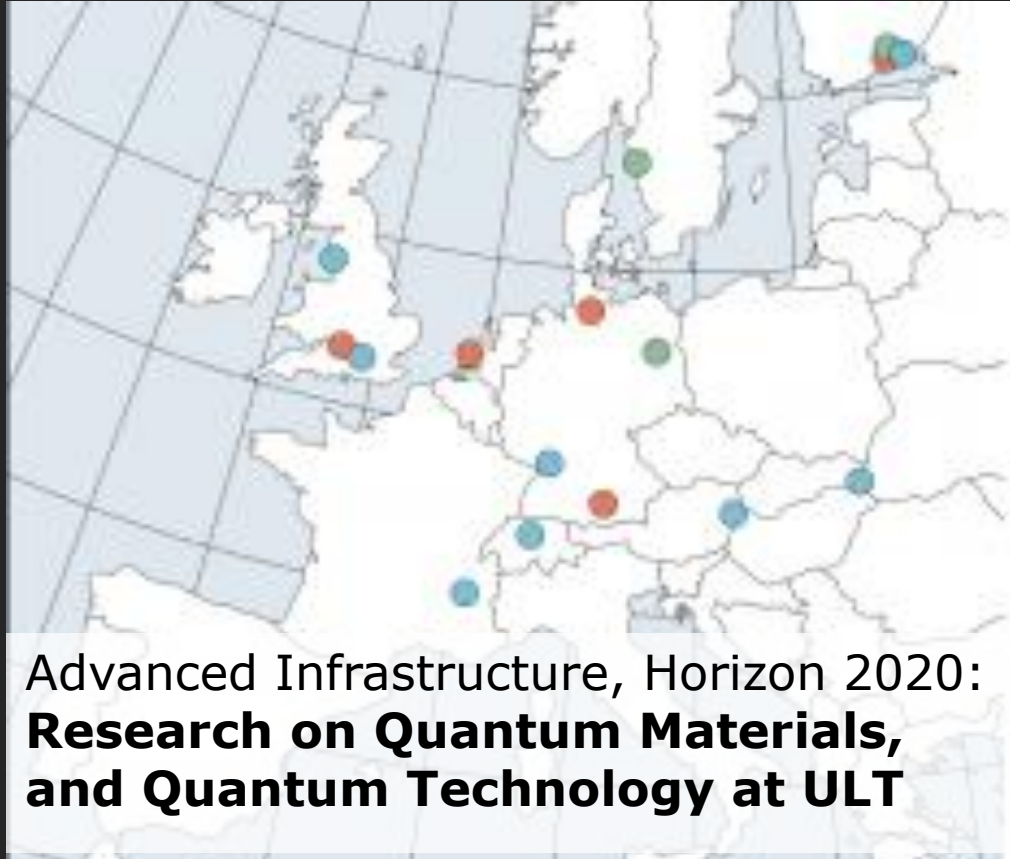 Advanced Infrastructure, Horizon 2020:
Research on Quantum Materials,
and Quantum Technology at ULT